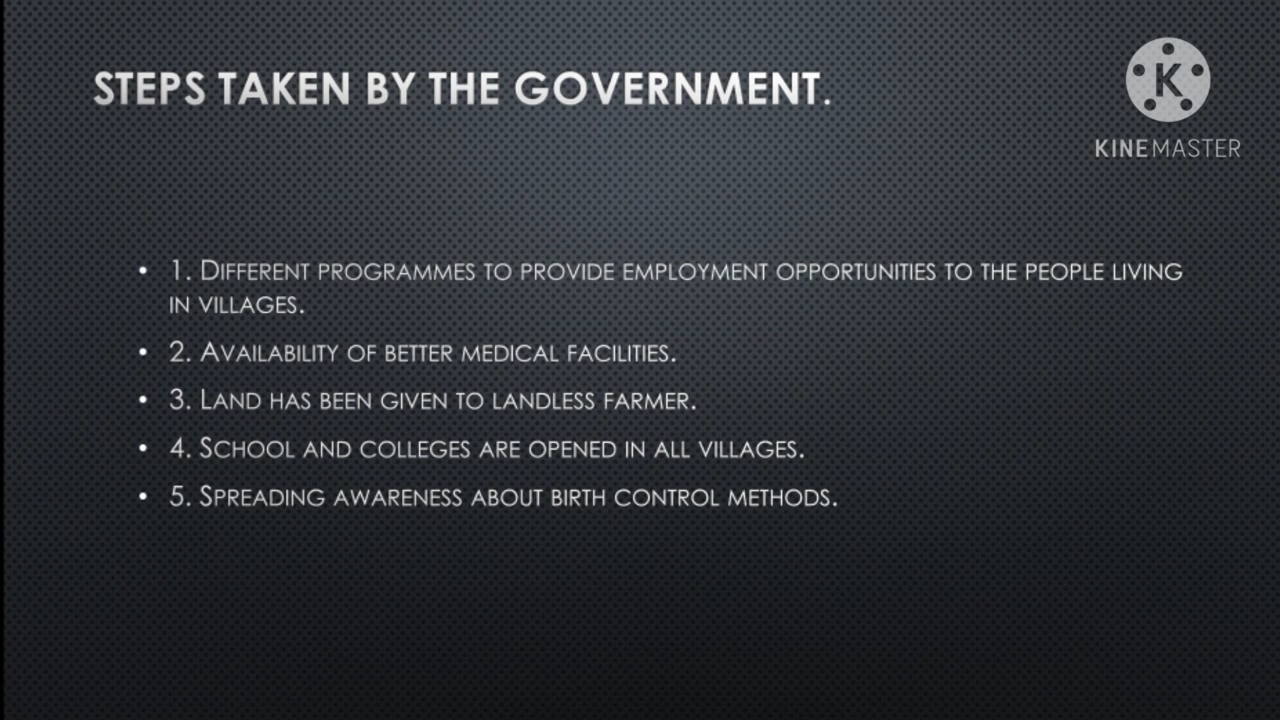 STEPS TAKEN BY THE GOVERNMENT.
K
KINEMASTER
• 1. DIFFERENT PROGRAMMES TO PROVIDE EMPLOYMENT OPPORTUNITIES TO THE PEOPLE LIVING
IN VILLAGES.
• 2. AVAILABILITY OF BETTER MEDICAL FACILITIES.
• 3. LAND HAS BEEN GIVEN TO LANDLESS FARMER.
• 4. SCHOOL AND COLLEGES ARE OPENED IN ALL VILLAGES.
• 5. SPREADING AWARENESS ABOUT BIRTH CONTROL METHODS.